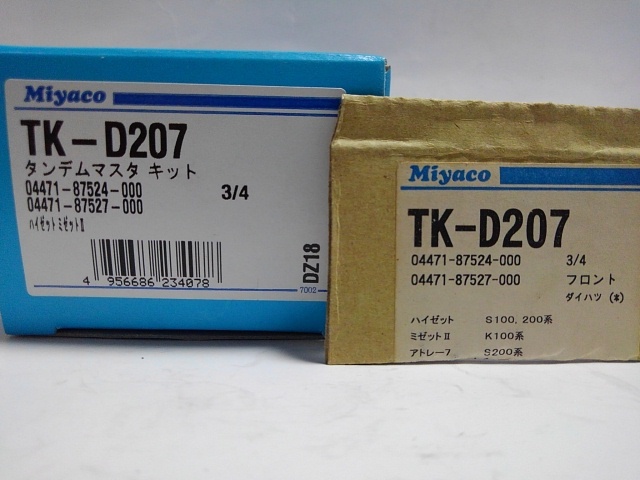 Miyaco
TK-D207
タンデムマスタ キット
04471-87524-000
04471-87527-000
3/4
ハイゼット ミゼットⅡ
4 956686 234078
DZ18
7002
Miyaco
TK-D207
04471-87524-000 3/4
04471-87527-000 フロント
ダイハツ (*)
ハイゼット S100, 200系
ミゼットⅡ K100系
アトレー7 S200系